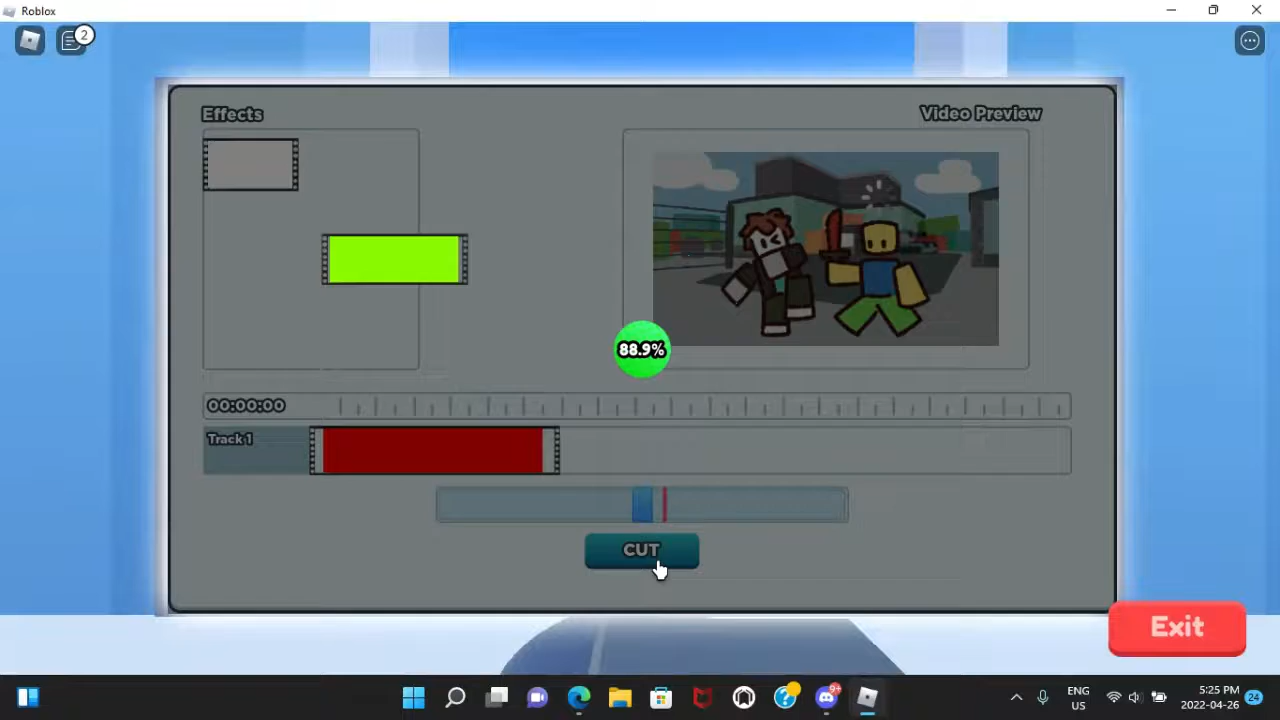 Roblox
2
Effects
Video Preview
88.9%
00:00:00
Track 1
CUT
Exit
9+
ENG
US
5:25 PM
2022-04-26
24